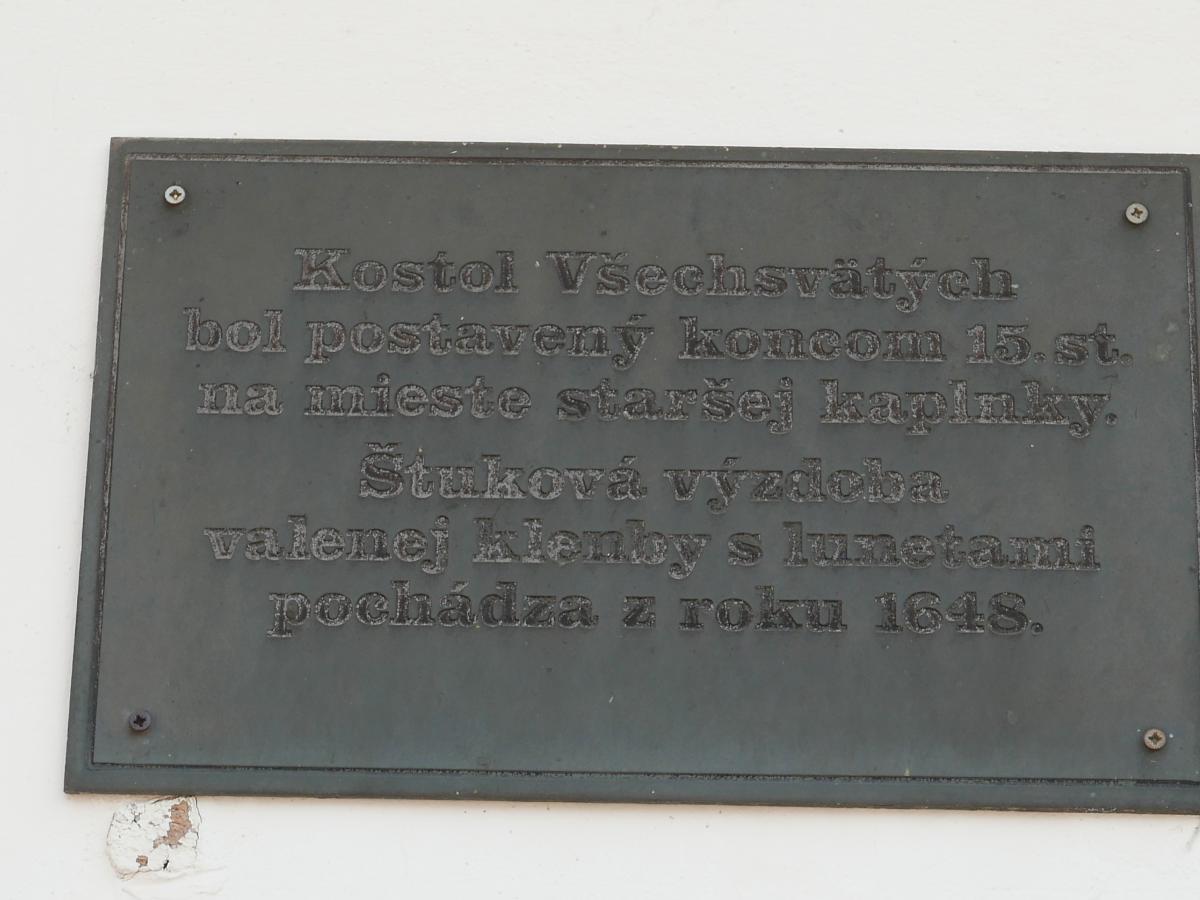 Kostol Všechsvätých
bol postavený koncom 15. st.
na mieste staršej kaplnky.
Štuková výzdoba
valenej klenby s lunetami
pochádza z roku 1648.